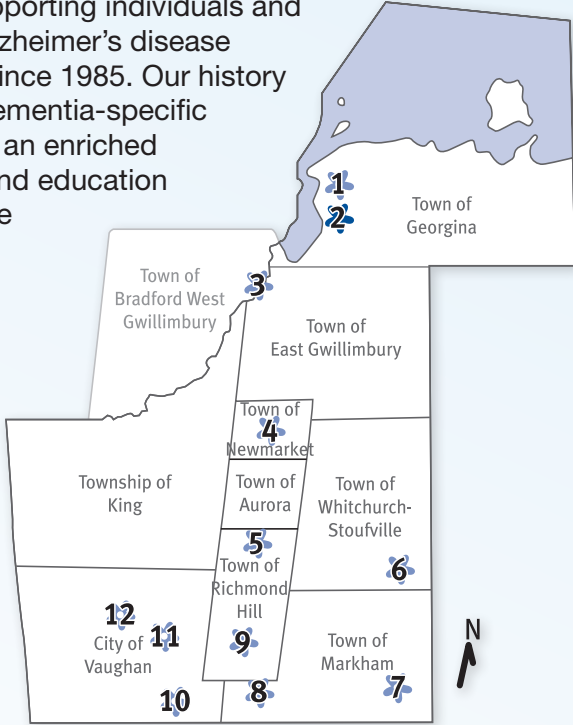 pporting individuals and
zheimer's disease
ince 1985. Our history
ementia-specific
an enriched
nd education
e
1
2
Town of
Georgina
3
Town of
Bradford West
Gwillimbury
Town of
East Gwillimbury
Town of
4
Newmarket
Township of
King
Town of
Aurora
Town of
Whitchurch-
Stoufville
5
6
Town of
Richmond
Hill
12
11
City of
Vaughan
9
Town of
Markham
N
10
8
7